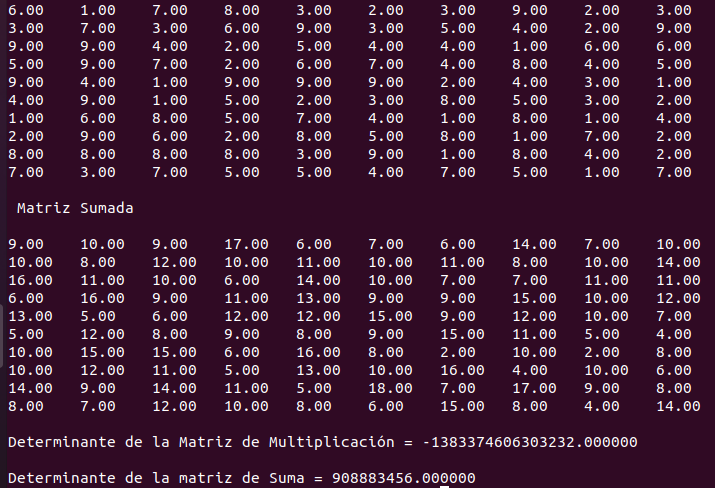 6.00 1.00 7.00 8.00 3.00 2.00 3.00 9.00 2.00 3.00
3.00 7.00 3.00 6.00 9.00 3.00 5.00 4.00 2.00 9.00
9.00 9.00 4.00 2.00 5.00 4.00 4.00 1.00 6.00 6.00
5.00 9.00 7.00 2.00 6.00 7.00 4.00 8.00 4.00 5.00
9.00 4.00 1.00 9.00 9.00 9.00 2.00 4.00 3.00 1.00
4.00 9.00 1.00 5.00 2.00 3.00 8.00 5.00 3.00 2.00
1.00 6.00 8.00 5.00 7.00 4.00 1.00 8.00 1.00 4.00
2.00 9.00 6.00 2.00 8.00 5.00 8.00 1.00 7.00 2.00
8.00 8.00 8.00 8.00 3.00 9.00 1.00 8.00 4.00 2.00
7.00 3.00 7.00 5.00 5.00 4.00 7.00 5.00 1.00 7.00
Matriz Sumada
9.00 10.00 9.00 17.00 6.00 7.00 6.00 14.00 7.00 10.00
10.00 8.00 12.00 10.00 11.00 10.00 11.00 8.00 10.00 14.00
16.00 11.00 10.00 6.00 14.00 10.00 7.00 7.00 11.00 11.00
6.00 16.00 9.00 11.00 13.00 9.00 9.00 15.00 10.00 12.00
13.00 5.00 6.00 12.00 12.00 15.00 9.00 12.00 10.00 7.00
5.00 12.00 8.00 9.00 8.00 9.00 15.00 11.00 5.00 4.00
10.00 15.00 15.00 6.00 16.00 8.00 2.00 10.00 2.00 8.00
10.00 12.00 11.00 5.00 13.00 10.00 16.00 4.00 10.00 6.00
14.00 9.00 14.00 11.00 5.00 18.00 7.00 17.00 9.00 8.00
8.00 7.00 12.00 10.00 8.00 6.00 15.00 8.00 4.00 14.00
Determinante de la Matriz de Multiplicación = -1383374606303232.000000
Determinante de la matriz de Suma = 908883456.000000